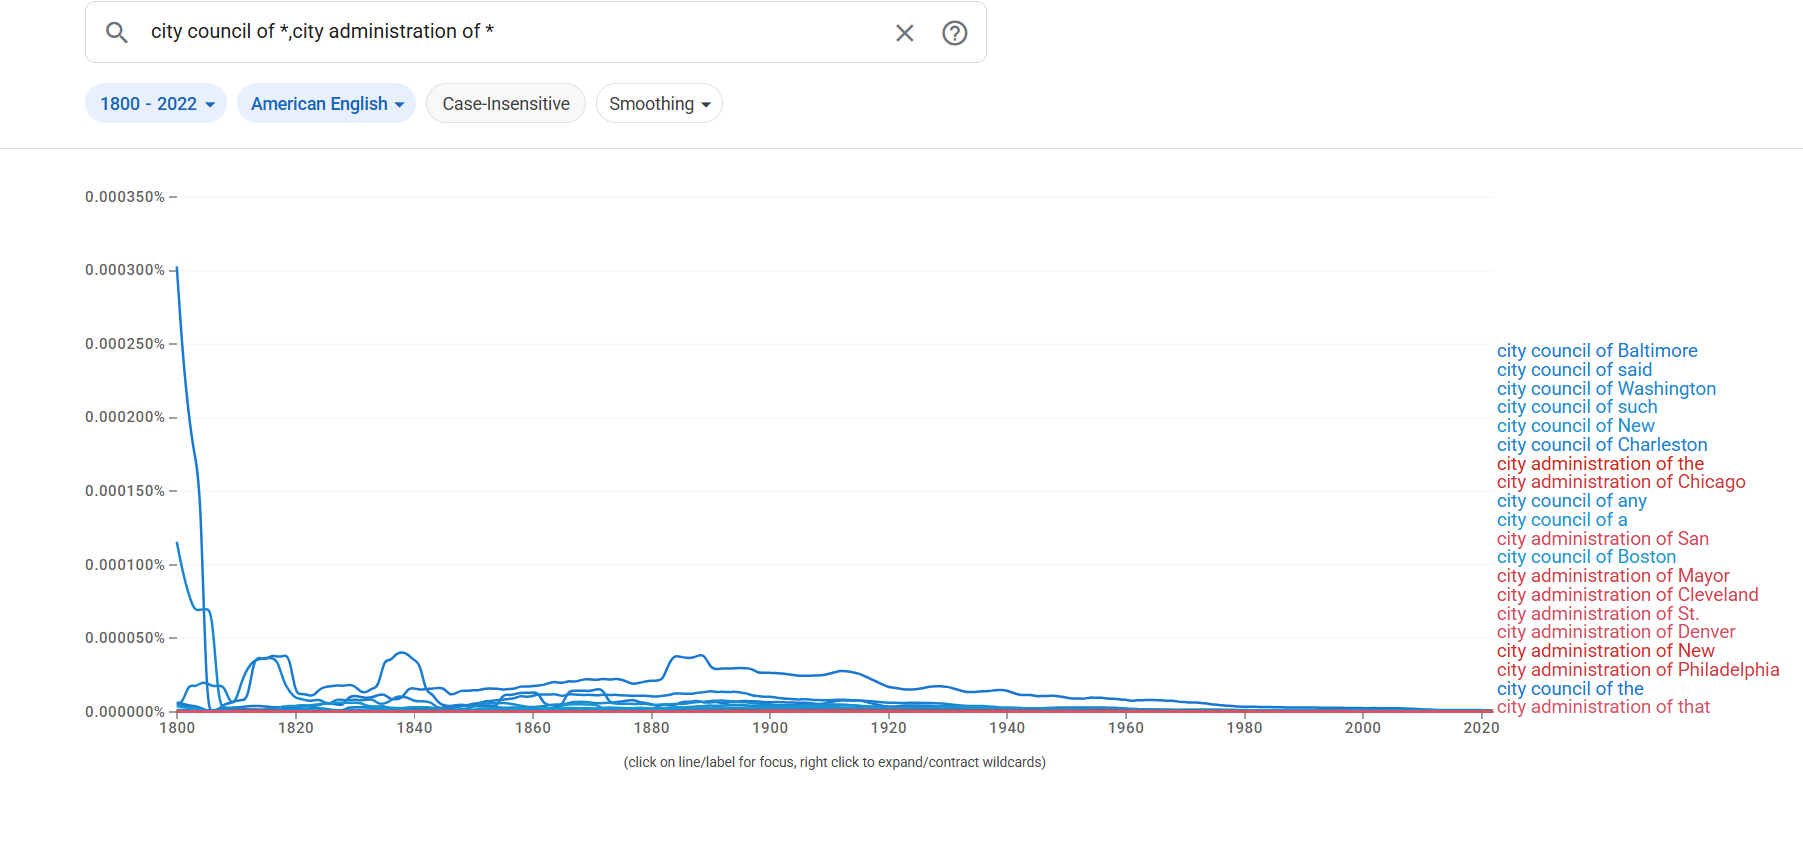 city council of *,city administration of *
1800 - 2022
American English
Case-Insensitive
Smoothing
0.000350%
0.000300%
0.000250%
0.000200%
0.000150%
0.000100%
0.000050%
0.000000%
1800 1820 1840 1860 1880 1900 1920 1940 1960 1980 2000 2020
city council of Baltimore
city council of said
city council of Washington
city council of such
city council of New
city council of Charleston
city administration of the
city administration of Chicago
city council of any
city council of a
city administration of San
city council of Boston
city administration of Mayor
city administration of Cleveland
city administration of St.
city administration of Denver
city administration of New
city administration of Philadelphia
city council of the
city administration of that
(click on line/label for focus, right click to expand/contract wildcards)